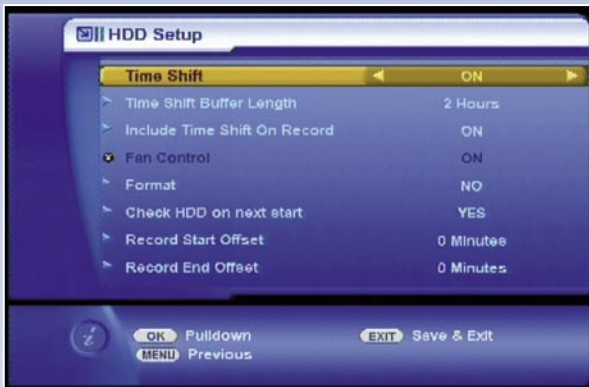 HDD Setup
Time Shift ON
Time Shift Buffer Length 2 Hours
Include Time Shift On Record ON
Fan Control ON
Format NO
Check HDD on next start YES
Record Start Offset 0 Minutes
Record End Offset 0 Minutes
i
OK Pulldown EXIT Save & Exit
MENU Previous